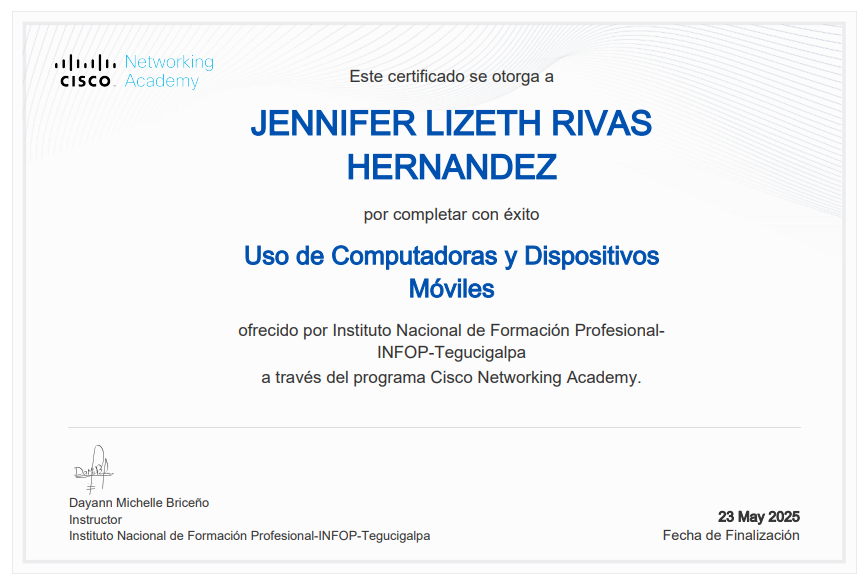 CISCO Networking Academy
Este certificado se otorga a
JENNIFER LIZETH RIVAS
HERNANDEZ
por completar con éxito
Uso de Computadoras y Dispositivos
Móviles
ofrecido por Instituto Nacional de Formación Profesional-
INFOP-Tegucigalpa
a través del programa Cisco Networking Academy.
Dayann Michelle Briceño
Instructor
Instituto Nacional de Formación Profesional-INFOP-Tegucigalpa
23 May 2025
Fecha de Finalización